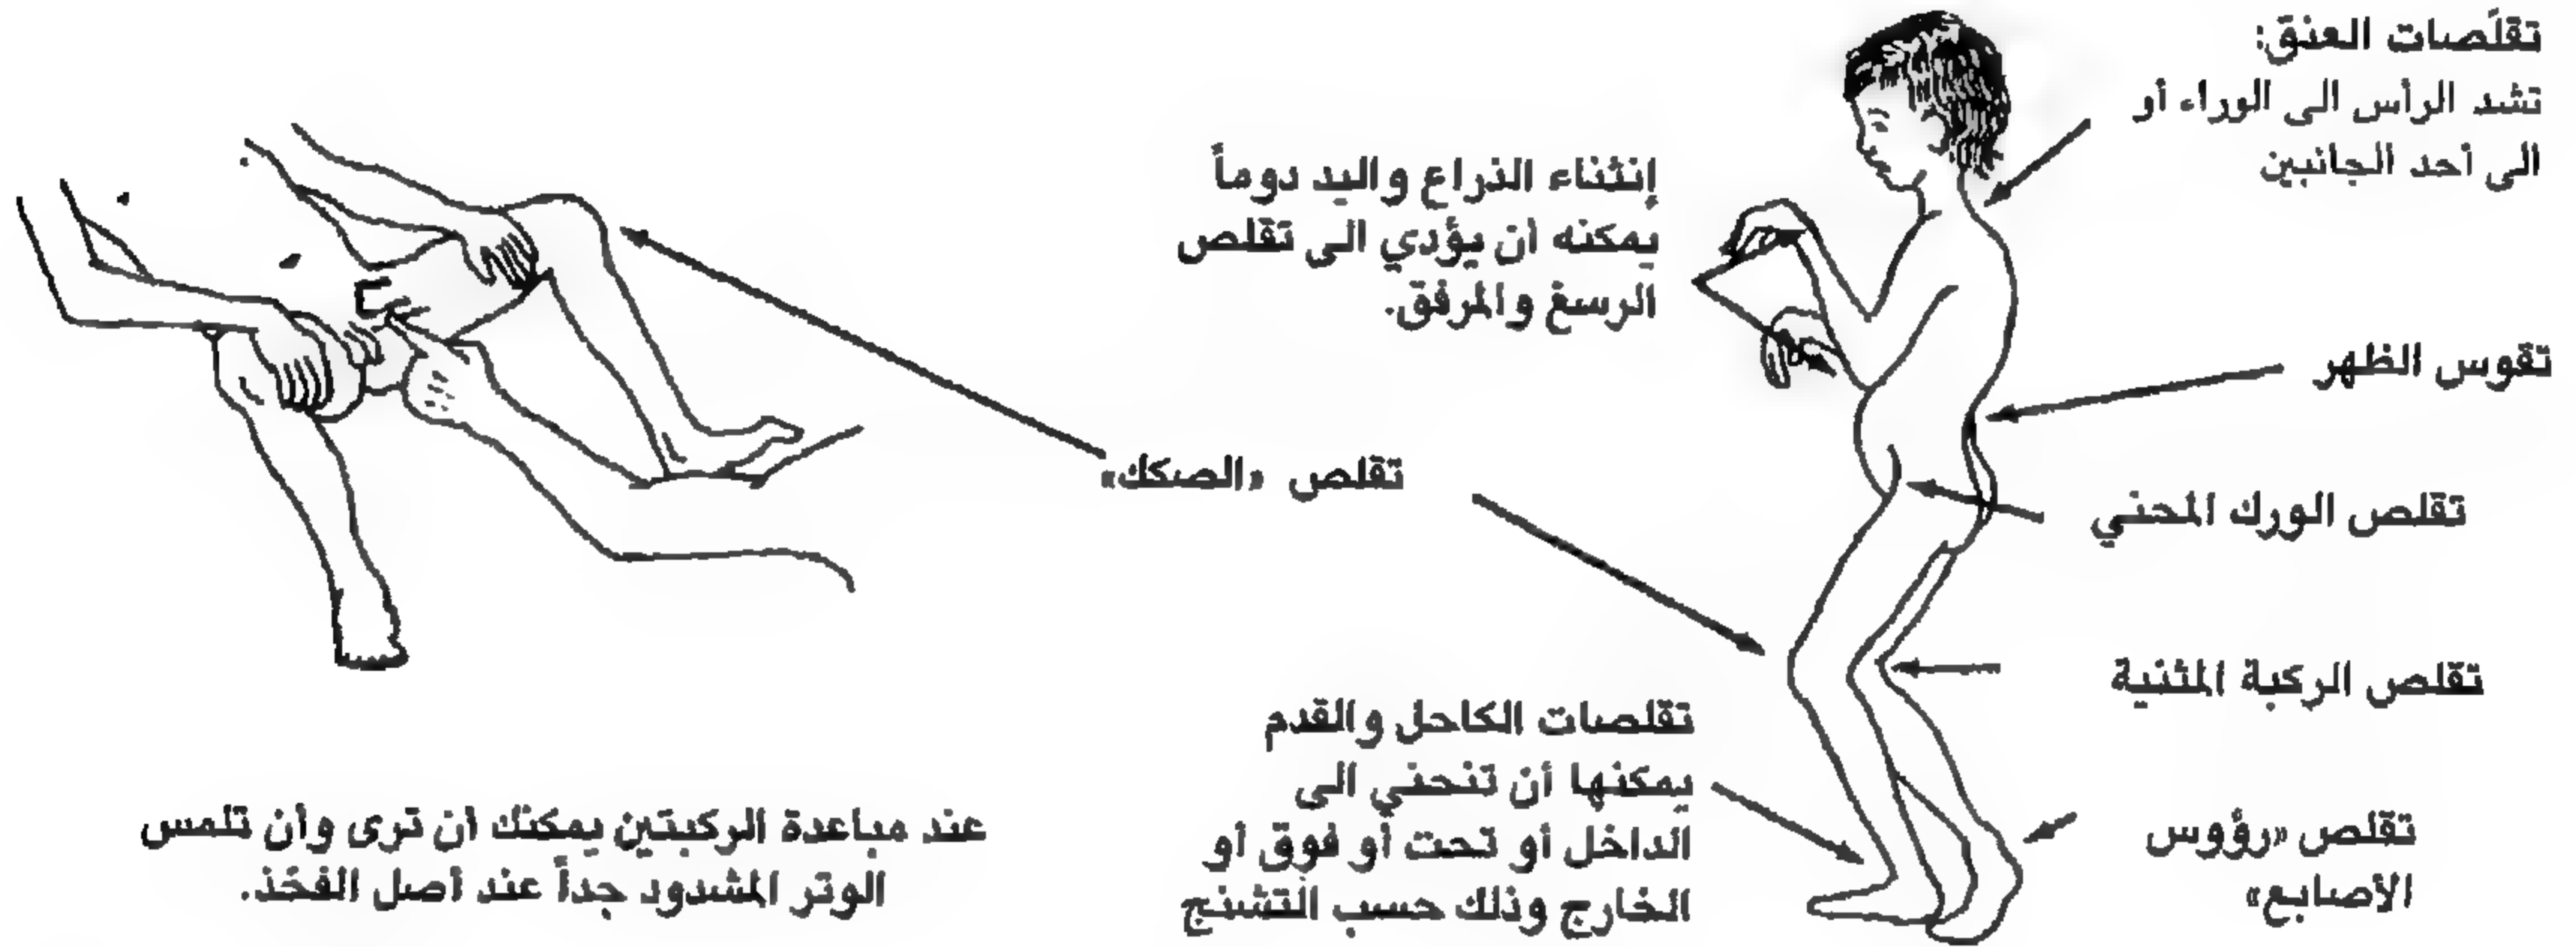 تقلّصات العنق:
تشد الرأس الى الوراء أو
الى أحد الجانبين
إنثناء الذراع واليد دوماً
يمكنه أن يؤدي الى تقلص
الرسغ والمرفق.
تقوس الظهر
تقلص «الصكك»
تقلص الورك المحني
تقلص الركبة المثنية
تقلصات الكاحل والقدم
يمكنها أن تنحني الى
الداخل أو تحت أو فوق أو
الخارج وذلك حسب التشنج
تقلص «رؤوس
الأصابع»
عند مباعدة الركبتين يمكنك ان ترى وأن تلمس
الوتر المشدود جداً عند أصل الفخذ.